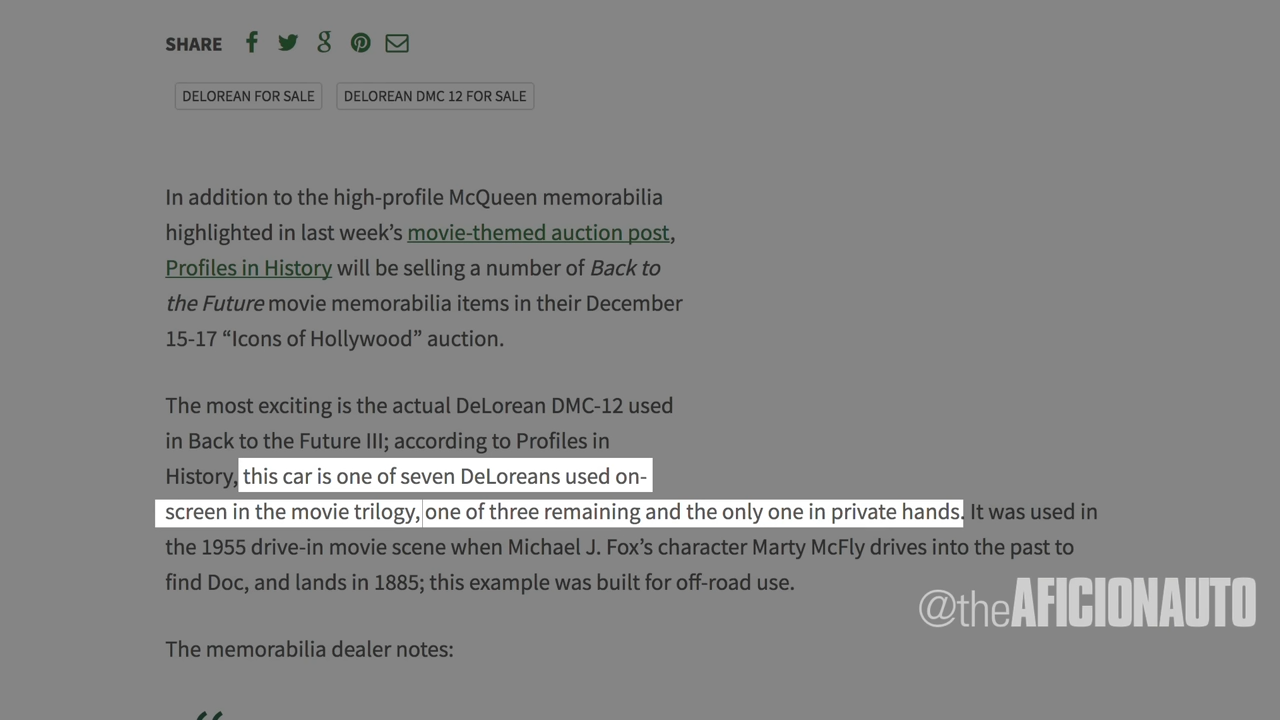 SHARE
DELOREAN FOR SALE DELOREAN DMC 12 FOR SALE
In addition to the high-profile McQueen memorabilia
highlighted in last week’s movie-themed auction post,
Profiles in History will be selling a number of Back to
the Future movie memorabilia items in their December
15-17 “Icons of Hollywood” auction.
The most exciting is the actual DeLorean DMC-12 used
in Back to the Future III; according to Profiles in
History, this car is one of seven DeLoreans used on-
screen in the movie trilogy, one of three remaining and the only one in private hands. It was used in
the 1955 drive-in movie scene when Michael J. Fox’s character Marty McFly drives into the past to
find Doc, and lands in 1885; this example was built for off-road use.
@theAFICIONAUTO
The memorabilia dealer notes: